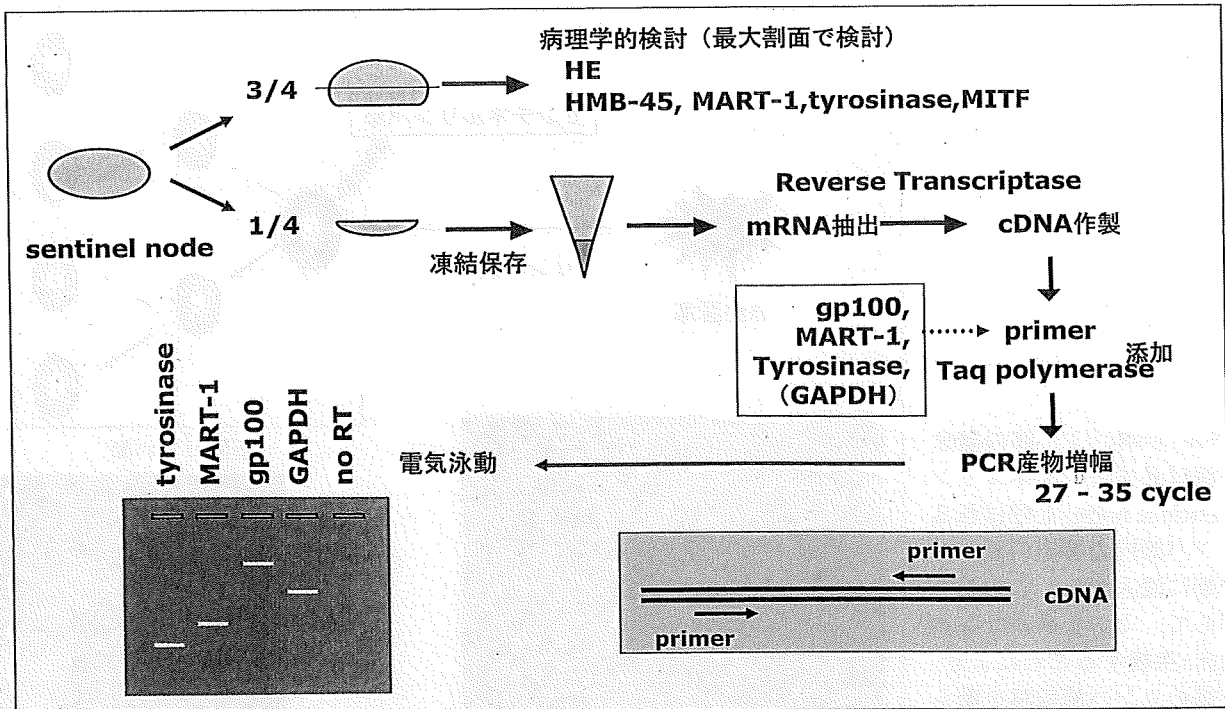 病理学的検討（最大割面で検討）
HE
HMB-45, MART-1,tyrosinase,MITF
3/4
sentinel node
1/4
凍結保存
Reverse Transcriptase
mRNA抽出
cDNA作製
gp100,
MART-1,
Tyrosinase,
（GAPDH）
primer
Taq polymerase
添加
PCR産物増幅
27 - 35 cycle
電気泳動
tyrosinase
MART-1
gp100
GAPDH
no RT
primer
cDNA
primer